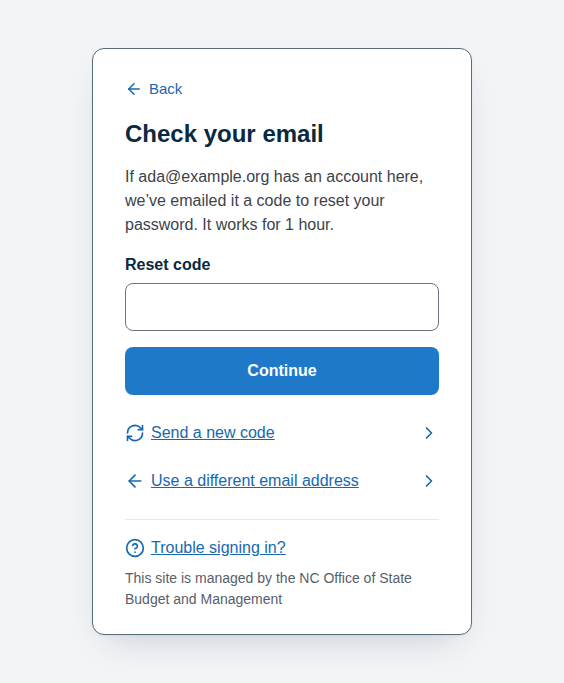 Back
Check your email
If ada@example.org has an account here,
we’ve emailed it a code to reset your
password. It works for 1 hour.
Reset code
Continue
Send a new code
Use a different email address
Trouble signing in?
This site is managed by the NC Office of State
Budget and Management